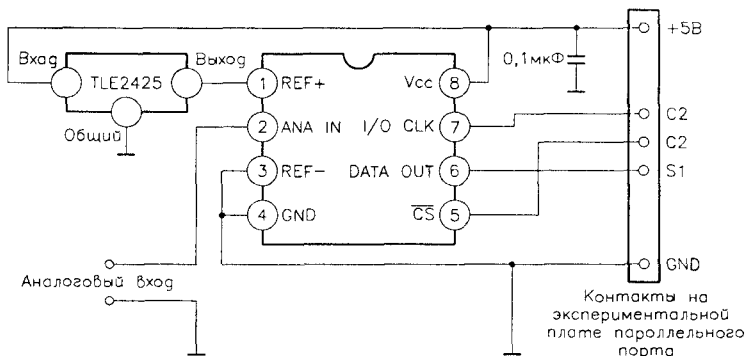 +5В
0,1мкФ
Вход
TLE2425
Выход
Общий
1 REF+
Vcc 8
2 ANA IN
I/O CLK 7
3 REF-
DATA OUT 6
4 GND
CS 5
C2
C2
S1
GND
Аналоговый вход
Контакты на
экспериментальной
плате пароллельного
порта